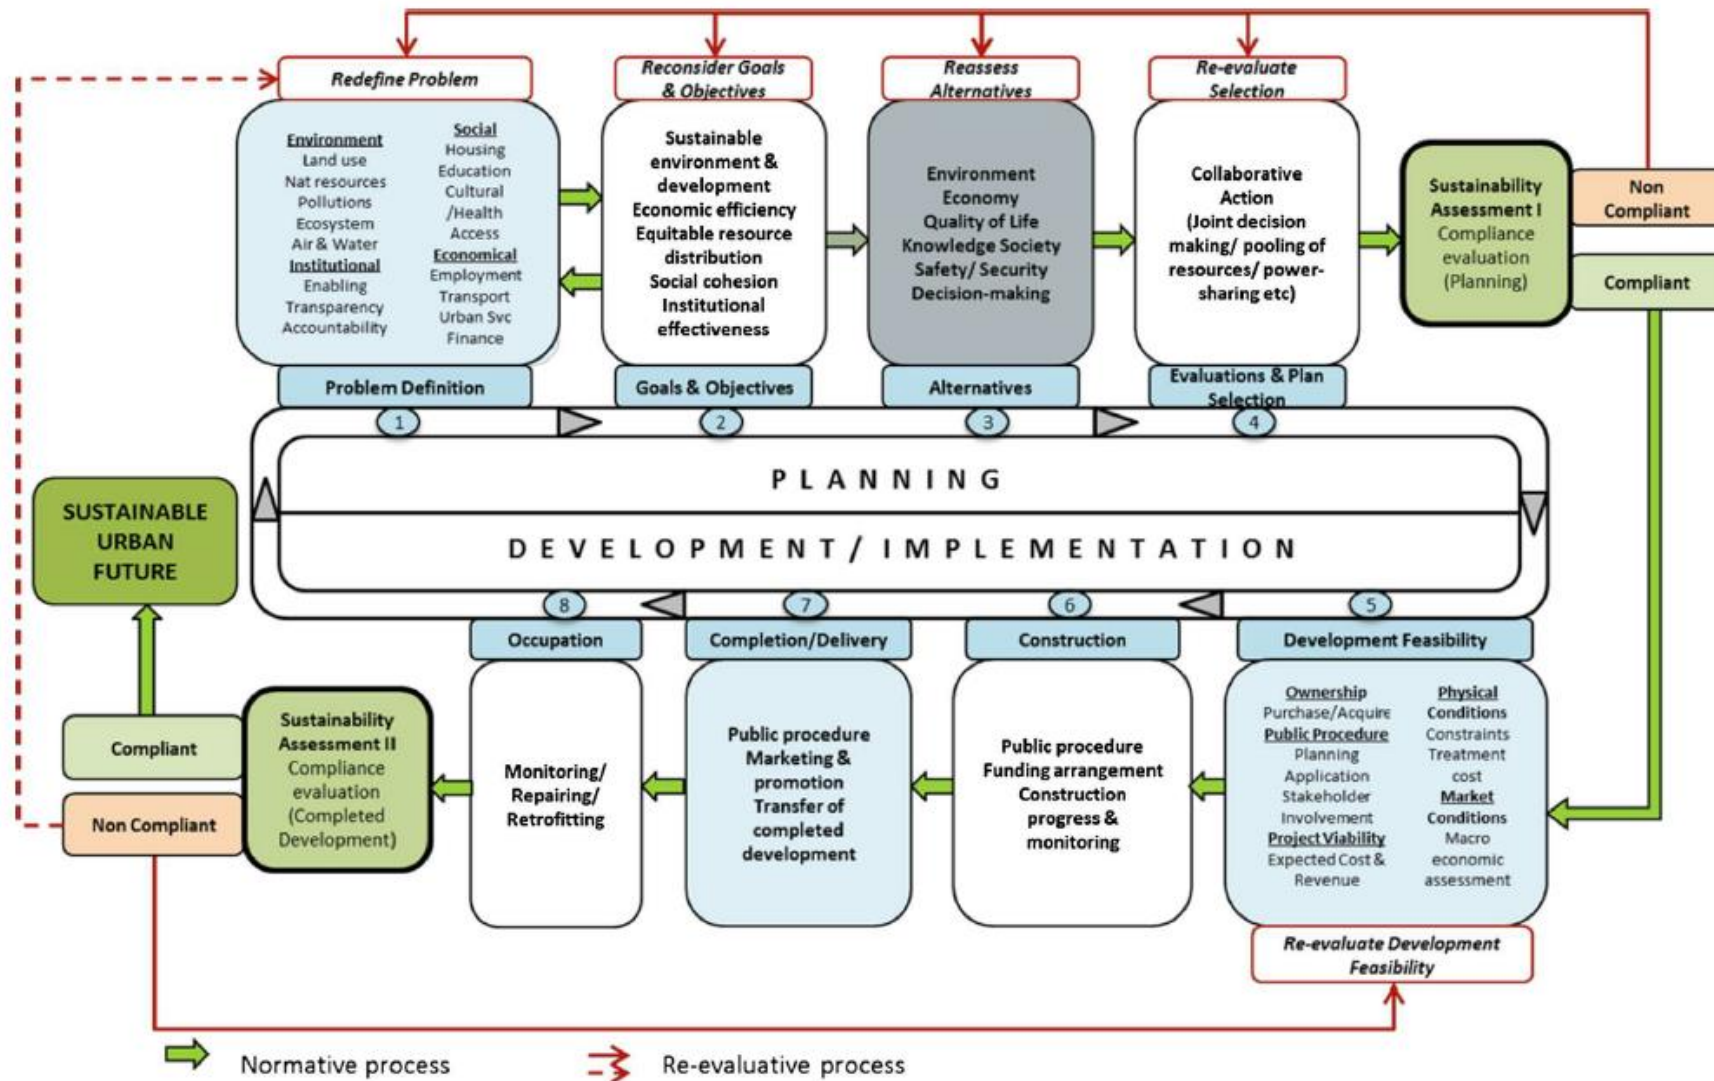 Redefine Problem
Reconsider Goals
& Objectives
Reassess
Alternatives
Re-evaluate
Selection
Environment
Land use
Nat resources
Pollutions
Ecosystem
Air & Water
Institutional
Enabling
Transparency
Accountability
Social
Housing
Education
Cultural
/Health
Access
Economical
Employment
Transport
Urban Svc
Finance
Sustainable
environment &
development
Economic efficiency
Equitable resource
distribution
Social cohesion
Institutional
effectiveness
Environment
Economy
Quality of Life
Knowledge Society
Safety/ Security
Decision-making
Collaborative
Action
(Joint decision
making/ pooling of
resources/ power-
sharing etc)
Sustainability
Assessment I
Compliance
evaluation
(Planning)
Non
Compliant
Compliant
Problem Definition
Goals & Objectives
Alternatives
Evaluations & Plan
Selection
1
2
3
4
PLANNING
DEVELOPMENT/ IMPLEMENTATION
SUSTAINABLE
URBAN
FUTURE
8
7
6
5
Occupation
Completion/Delivery
Construction
Development Feasibility
Compliant
Non Compliant
Sustainability
Assessment II
Compliance
evaluation
(Completed
Development)
Monitoring/
Repairing/
Retrofitting
Public procedure
Marketing &
promotion
Transfer of
completed
development
Public procedure
Funding arrangement
Construction
progress &
monitoring
Ownership
Purchase/Acquire
Public Procedure
Planning
Application
Stakeholder
Involvement
Project Viability
Expected Cost &
Revenue
Physical
Conditions
Constraints
Treatment
cost
Market
Conditions
Macro
economic
assessment
Re-evaluate Development
Feasibility
Normative process
Re-evaluative process